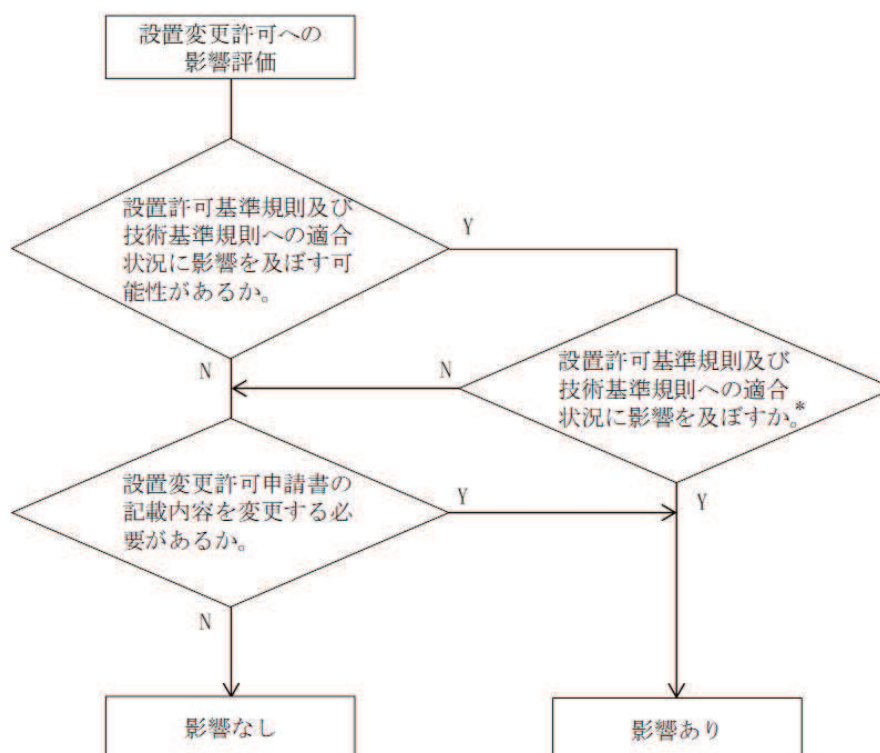 設置変更許可への
影響評価
設置許可基準規則及び
技術基準規則への適合
状況に影響を及ぼす可
能性があるか。
Y
N
設置許可基準規則及び
技術基準規則への適合
状況に影響を及ぼすか。*
N
Y
設置変更許可申請書の
記載内容を変更する必
要があるか。
Y
N
影響なし
影響あり